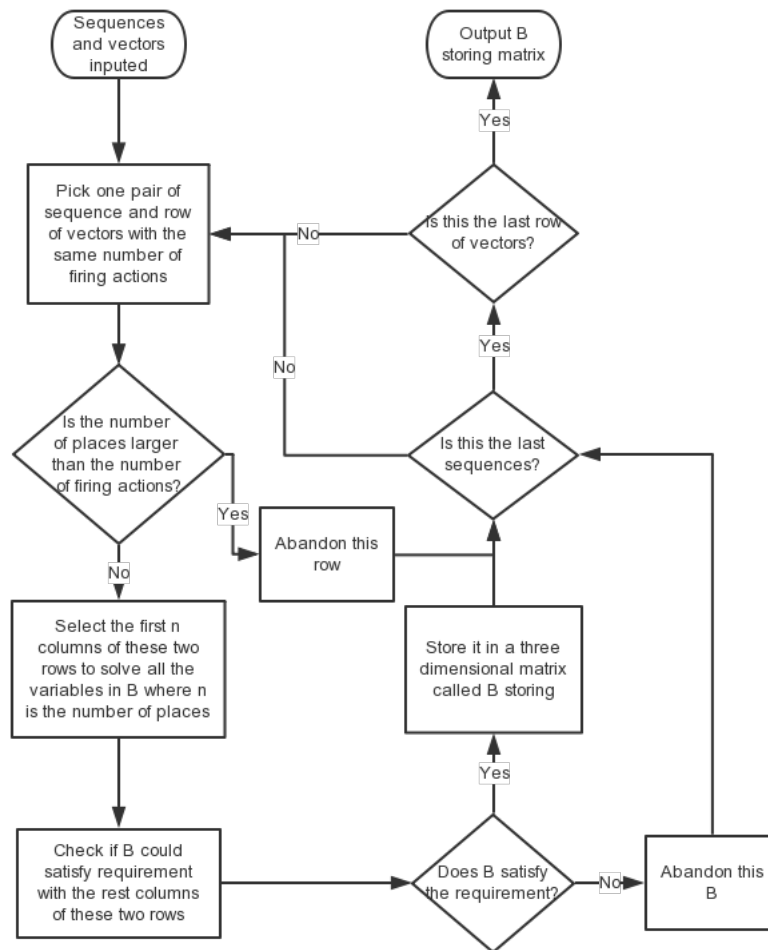 Sequences
and vectors
inputed
Output B
storing matrix
Yes
Pick one pair of
sequence and row
of vectors with the
same number of
firing actions
No
Is this the last row
of vectors?
No
Yes
Is the number
of places larger
than the number
of firing actions?
Is this the last
sequences?
Yes
Abandon this
row
No
Select the first n
columns of these two
rows to solve all the
variables in B where n
is the number of places
Store it in a three
dimensional matrix
called B storing
Yes
Check if B could
satisfy requirement
with the rest columns
of these two rows
Does B satisfy
the requirement?
No
Abandon this
B